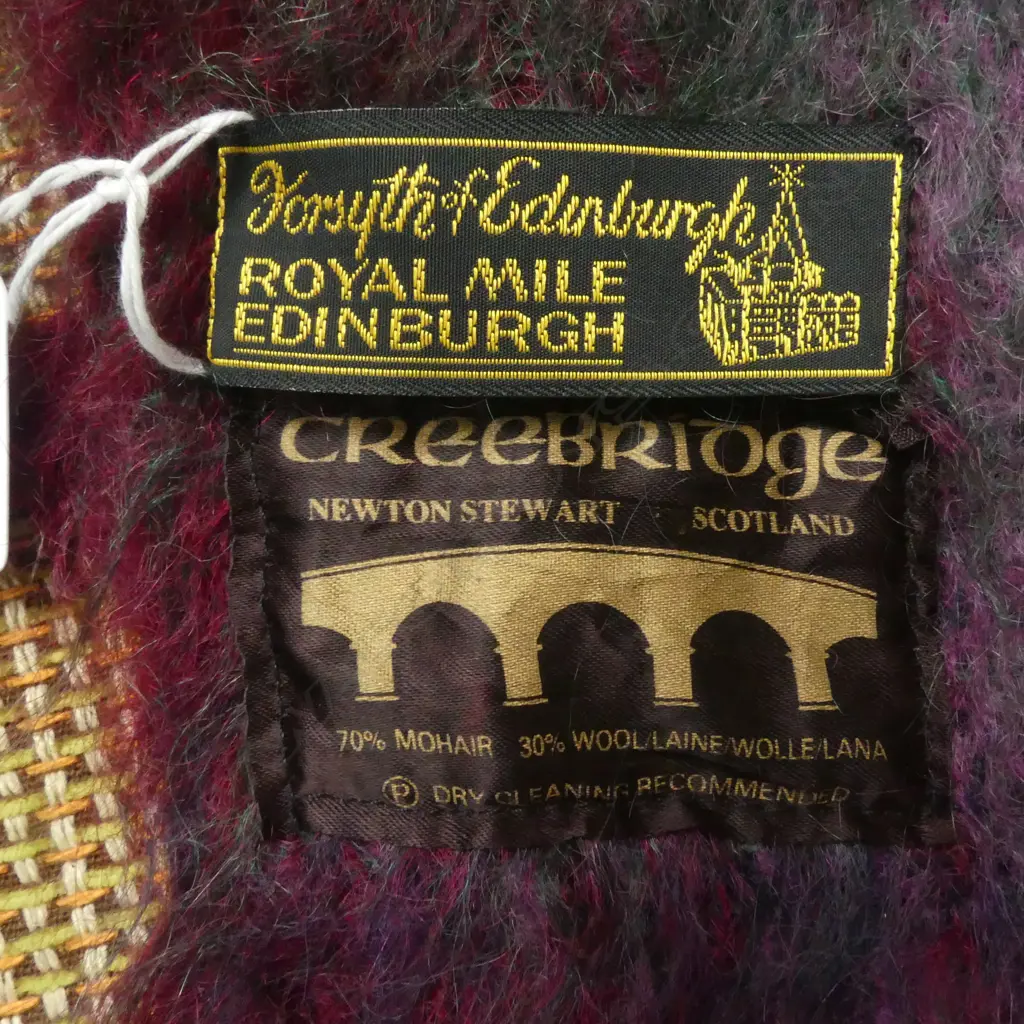 Forsyth of Edinburgh
ROYAL MILE
EDINBURGH
CREEBRIDGE
NEWTON STEWART SCOTLAND
70% MOHAIR 30% WOOL/LAINE/WOLLE/LANA
Ⓟ DRY CLEANING RECOMMENDED